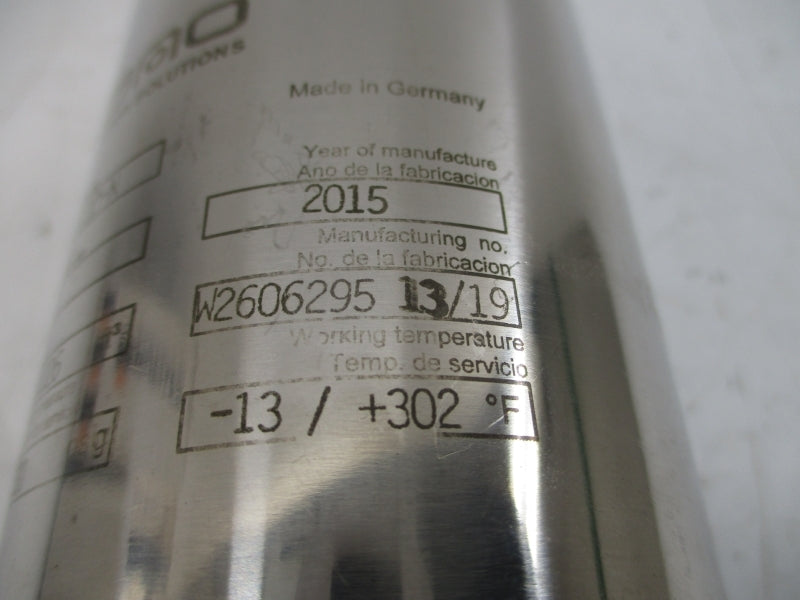 SOLUTIONS
Made in Germany
Year of manufacture
Ano de la fabricacion
2015
Manufacturing no.
No. de la fabricacion
W2606295 13/19
Working temperature
Temp. de servicio
-13 / +302 °F